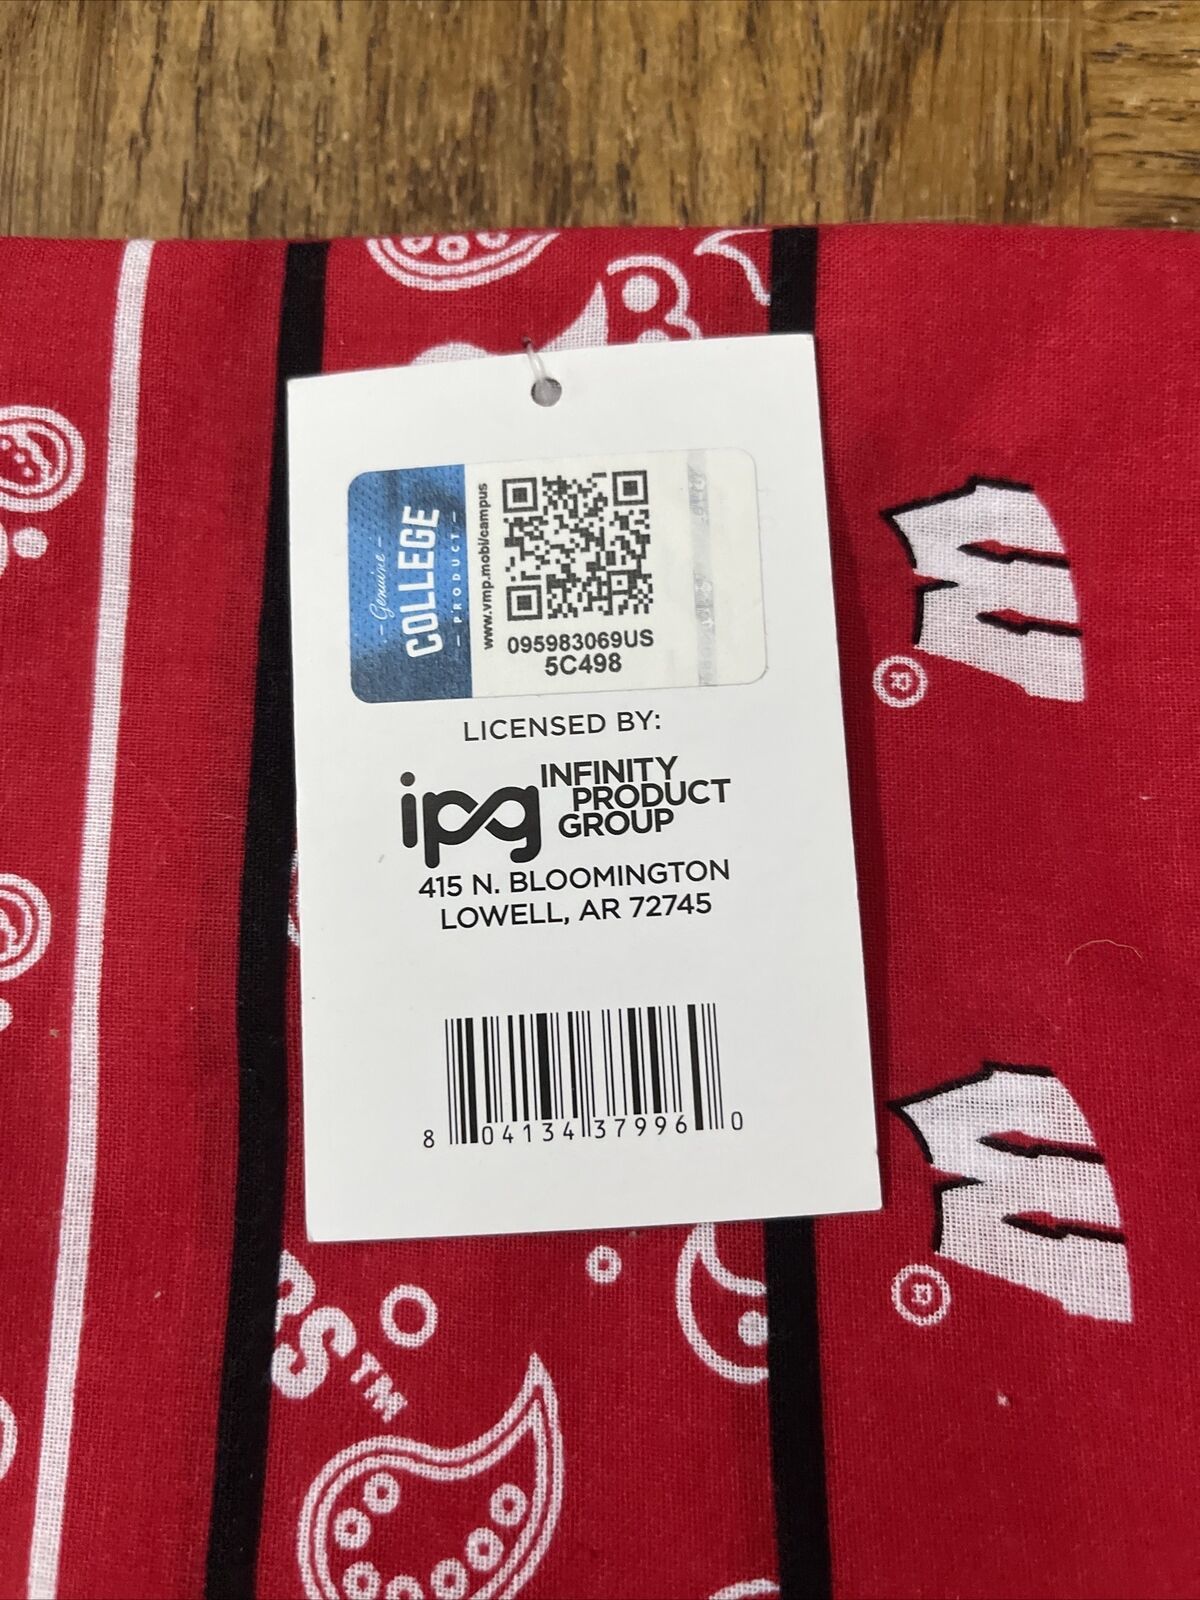 Genuine
COLLEGE
PRODUCT
www.vmp.mobi/campus
095983069US
5C498
LICENSED BY:
ipg INFINITY
PRODUCT
GROUP
415 N. BLOOMINGTON
LOWELL, AR 72745
8 04134 37996 0
W
®
W
®
RS™